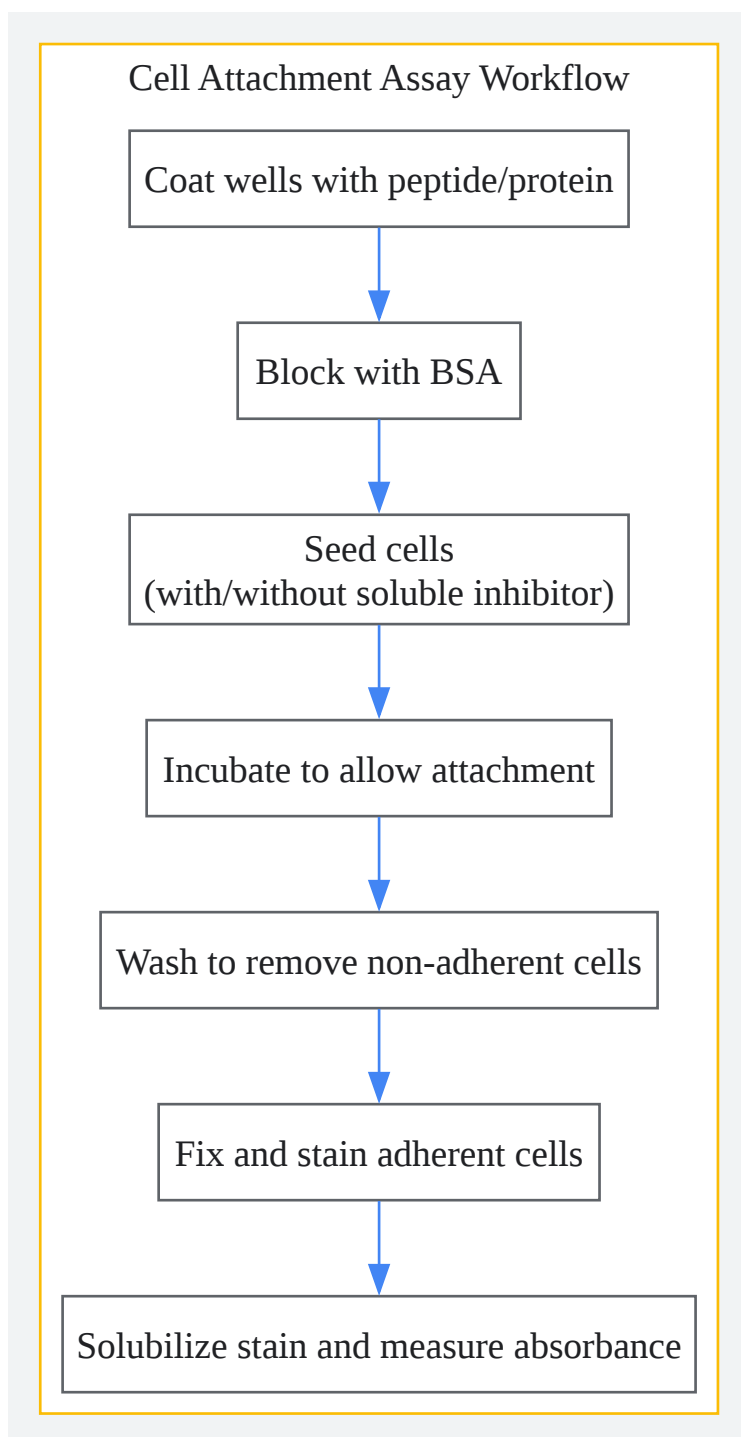 Cell Attachment Assay Workflow
Coat wells with peptide/protein
Block with BSA
Seed cells
(with/without soluble inhibitor)
Incubate to allow attachment
Wash to remove non-adherent cells
Fix and stain adherent cells
Solubilize stain and measure absorbance